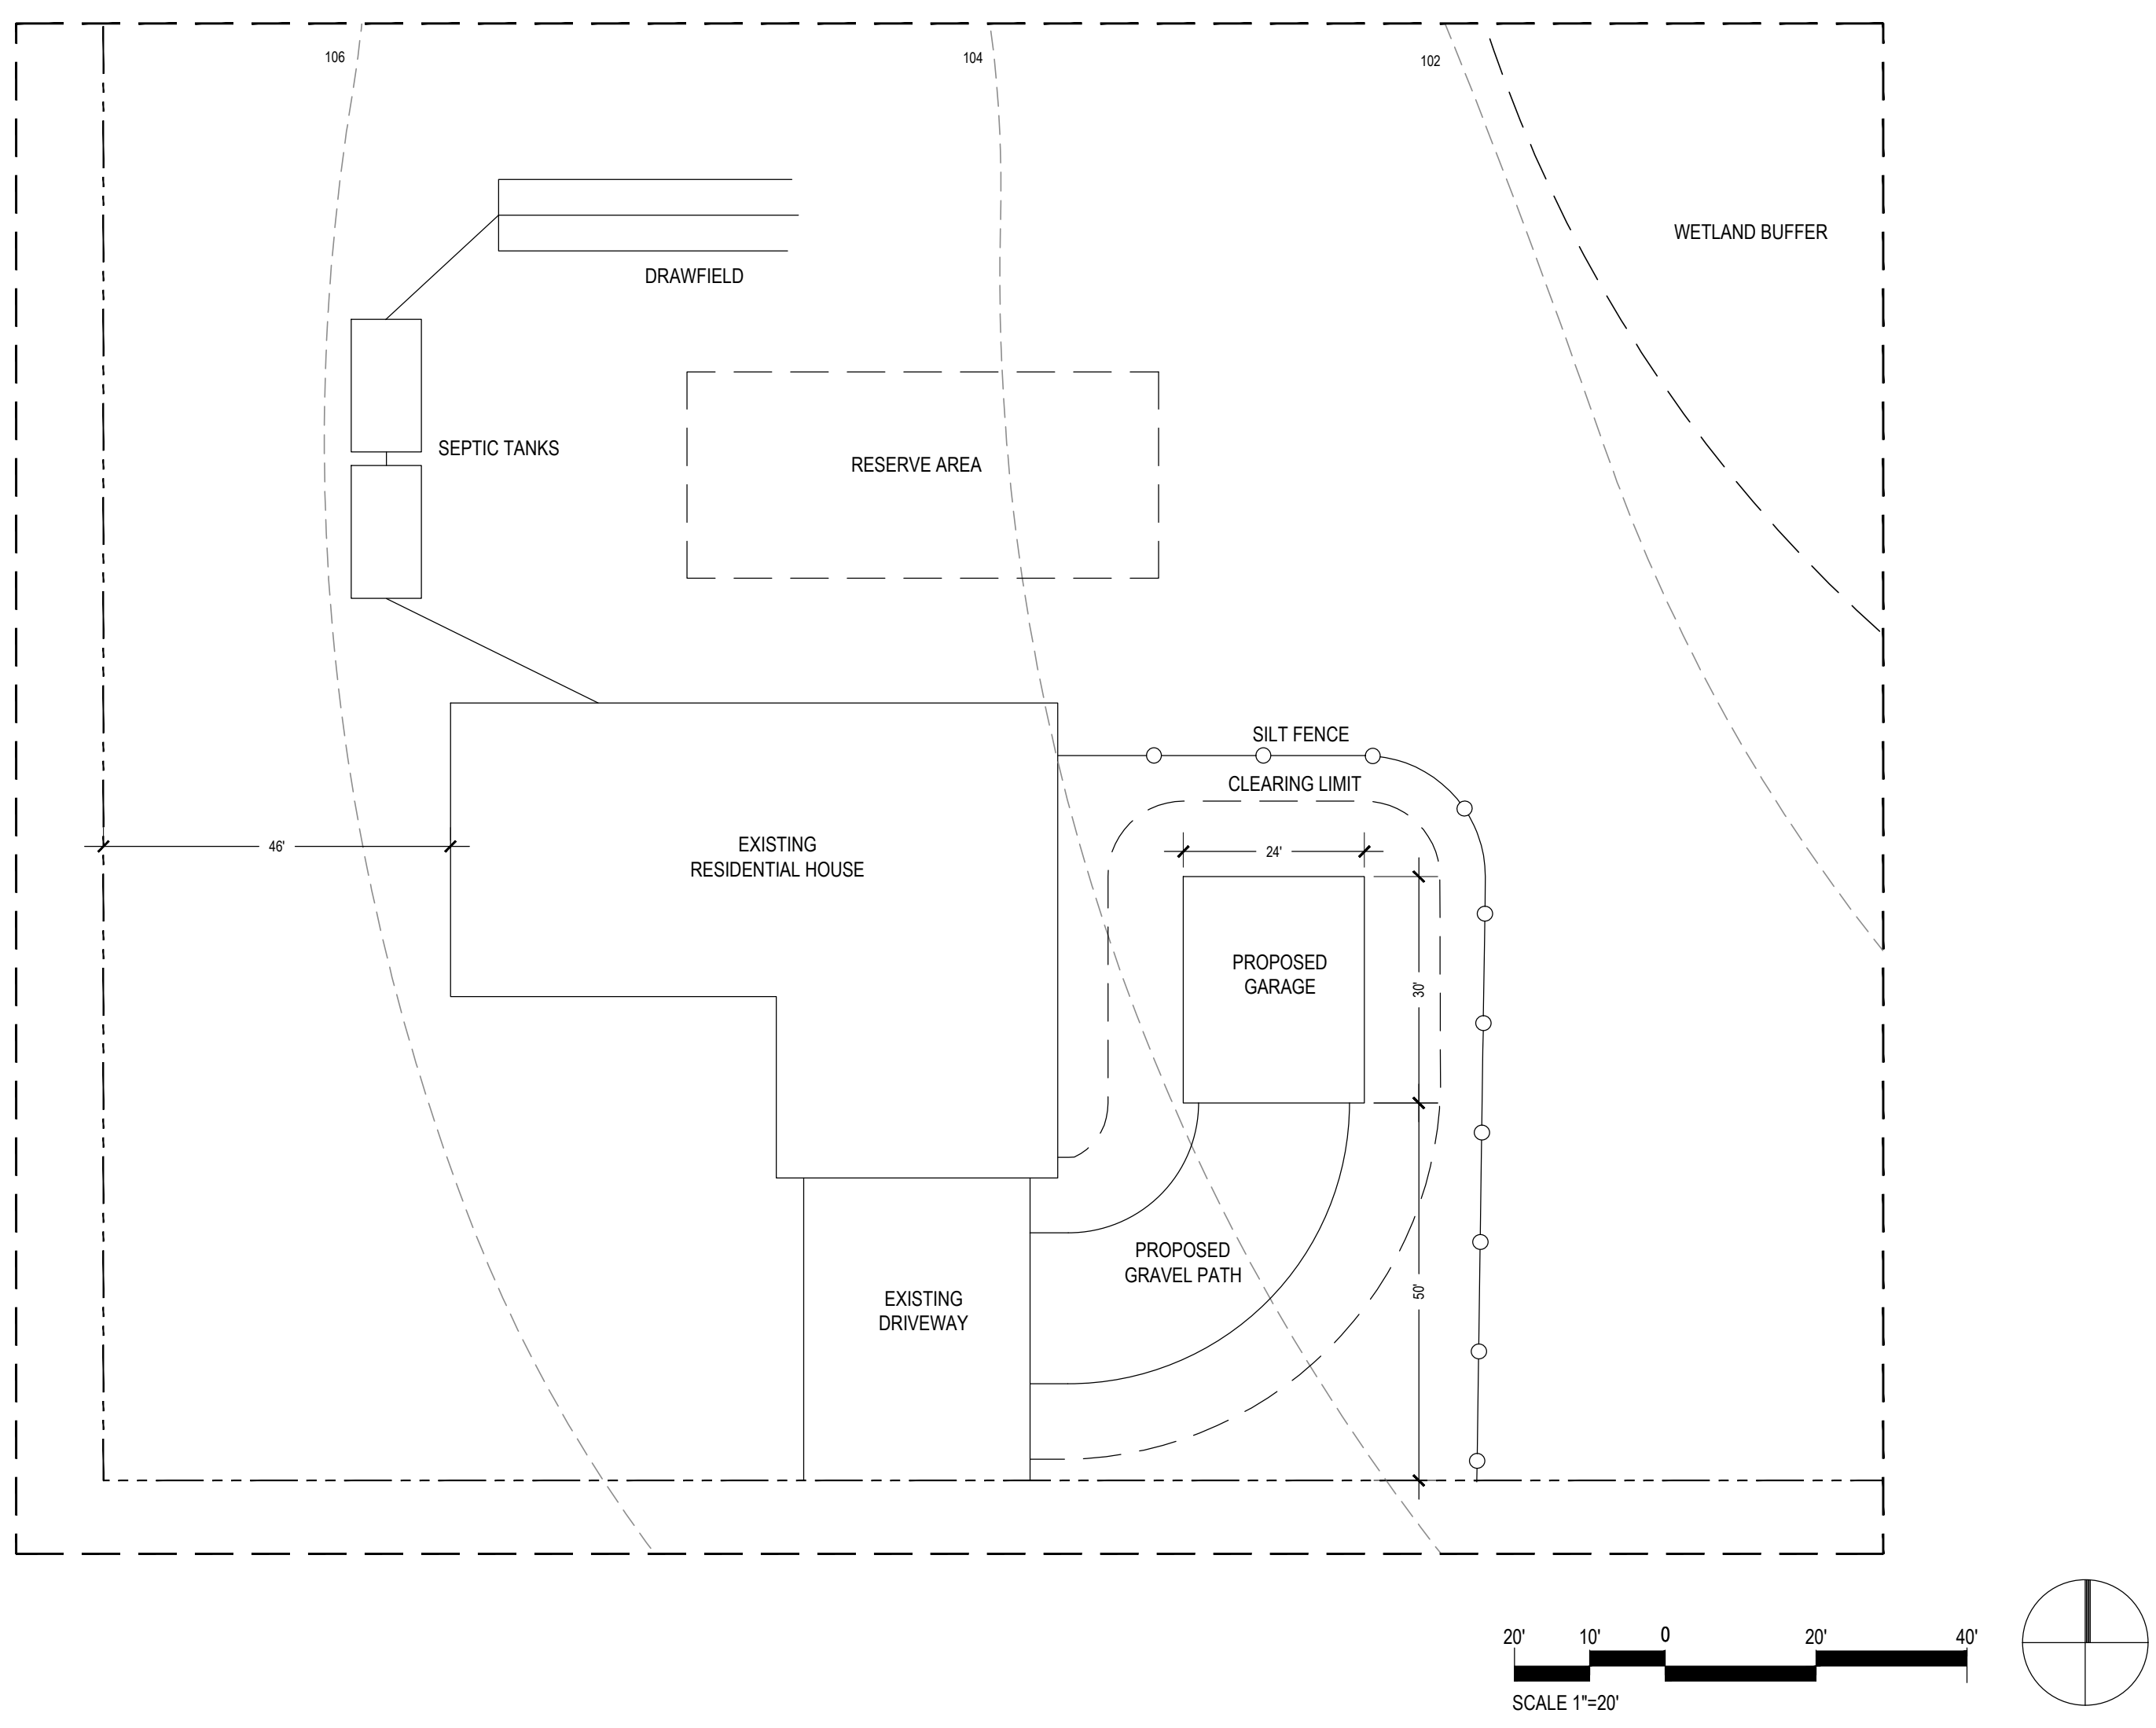 106
104
102
WETLAND BUFFER
DRAWFIELD
SEPTIC TANKS
RESERVE AREA
SILT FENCE
CLEARING LIMIT
46'
EXISTING
RESIDENTIAL HOUSE
24'
PROPOSED
GARAGE
30'
PROPOSED
GRAVEL PATH
50'
EXISTING
DRIVEWAY
20' 10' 0 20' 40'
SCALE 1"=20'